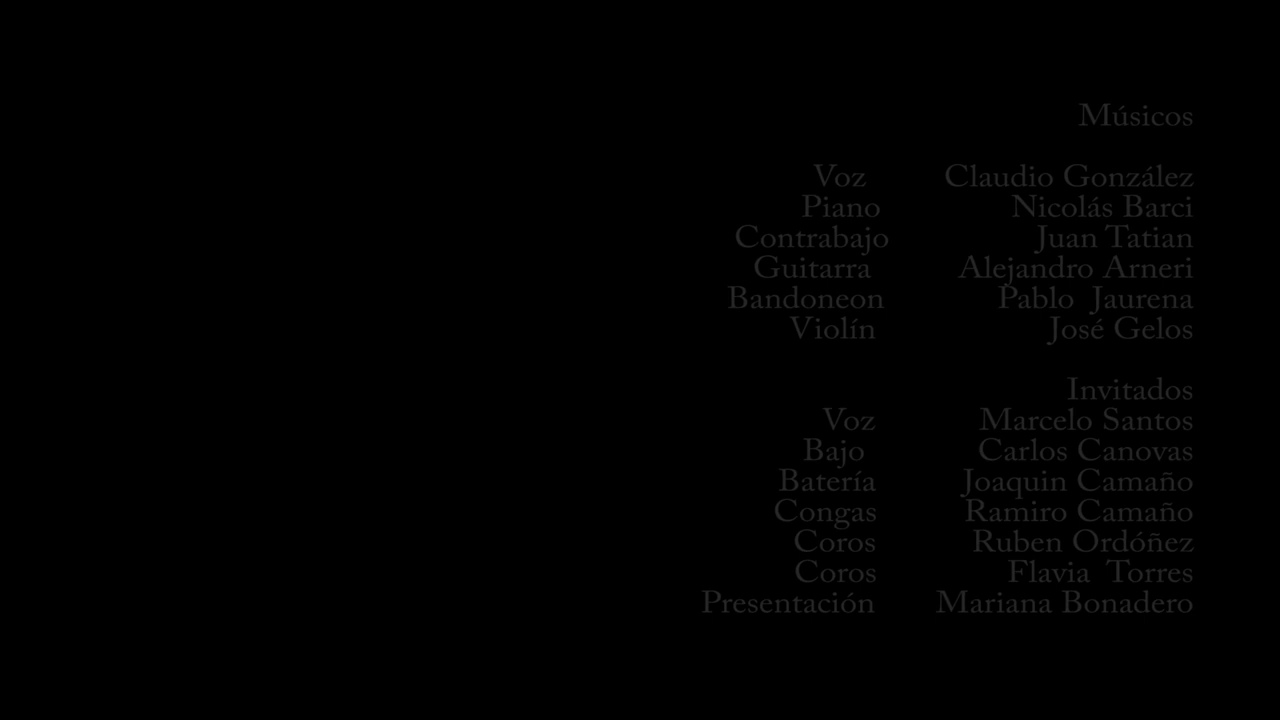 Músicos
Voz Claudio González
Piano Nicolás Barci
Contrabajo Juan Tatian
Guitarra Alejandro Arneri
Bandoneon Pablo Jaurena
Violín José Gelos
Invitados
Voz Marcelo Santos
Bajo Carlos Canovas
Batería Joaquin Camaño
Congas Ramiro Camaño
Coros Ruben Ordóñez
Coros Flavia Torres
Presentación Mariana Bonadero